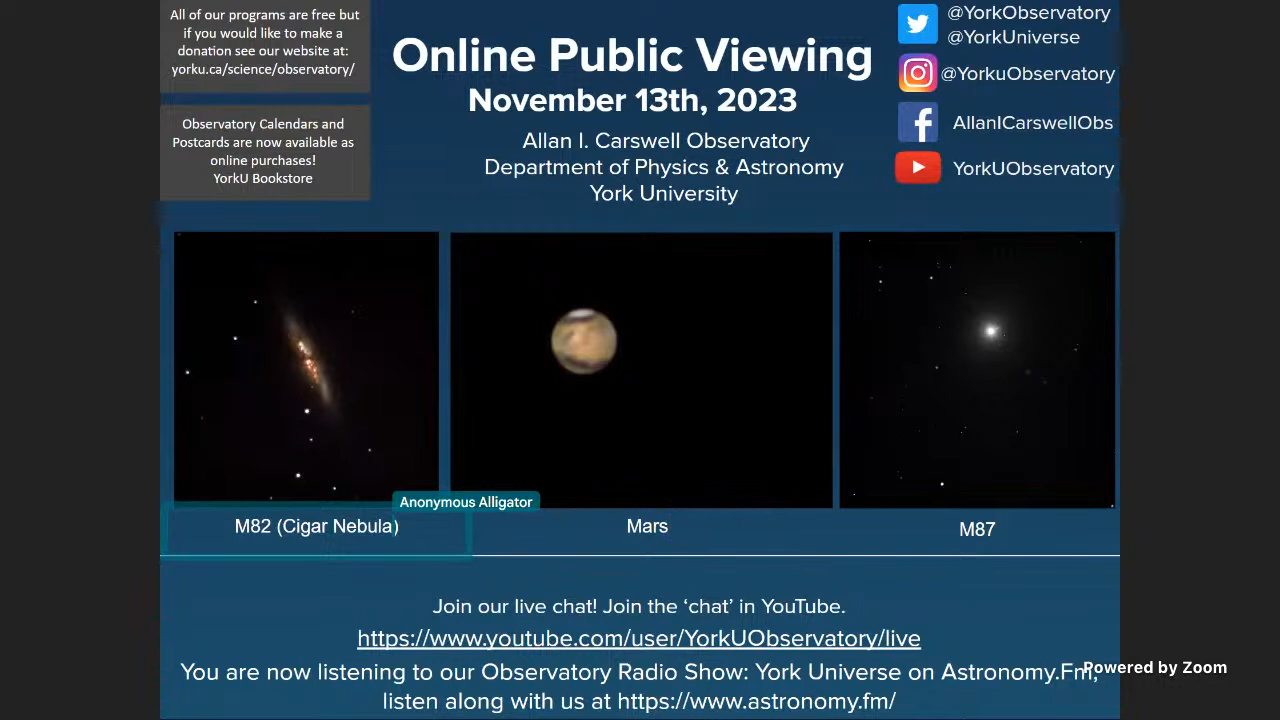 All of our programs are free but
if you would like to make a
donation see our website at:
yorku.ca/science/observatory/
Observatory Calendars and
Postcards are now available as
online purchases!
YorkU Bookstore
Online Public Viewing
November 13th, 2023
Allan I. Carswell Observatory
Department of Physics & Astronomy
York University
@YorkObservatory
@YorkUniverse
@YorkuObservatory
AllanICarswellObs
YorkUObservatory
Anonymous Alligator
M82 (Cigar Nebula)
Mars
M87
Join our live chat! Join the ‘chat’ in YouTube.
https://www.youtube.com/user/YorkUObservatory/live
You are now listening to our Observatory Radio Show: York Universe on Astronomy.Fm,
listen along with us at https://www.astronomy.fm/
Powered by Zoom